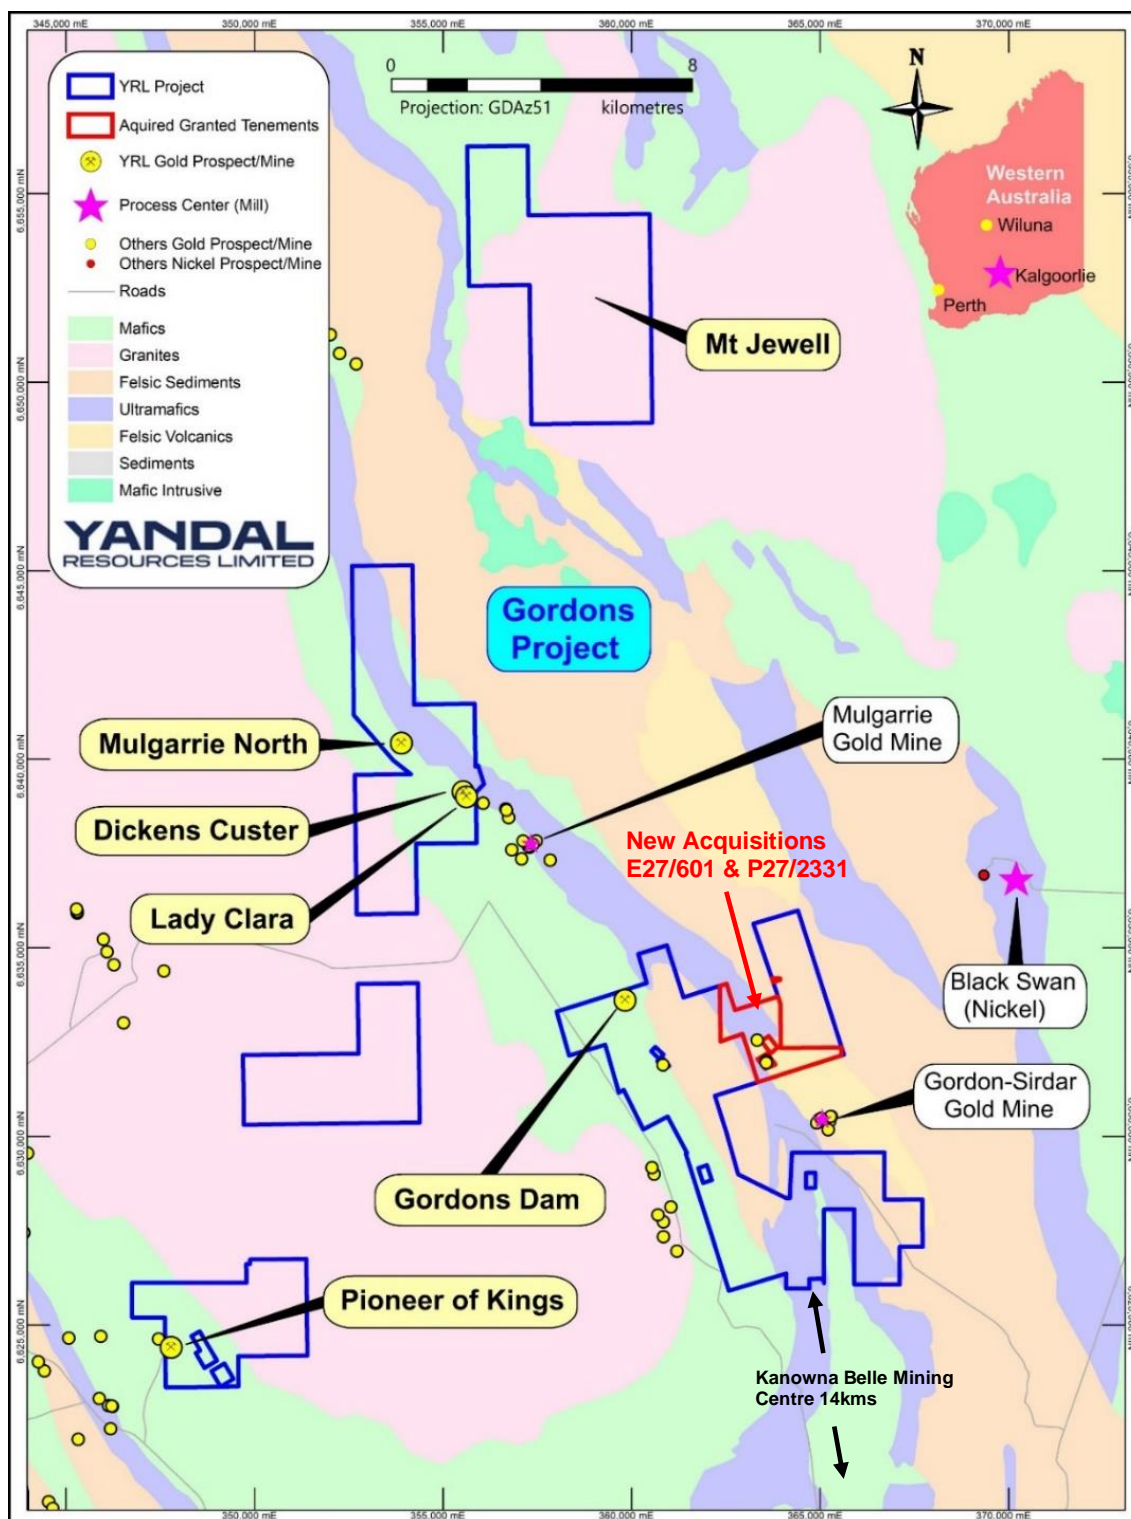 345,000 mE
350,000 mE
355,000 mE
360,000 mE
365,000 mE
370,000 mE
YRL Project
Aquired Granted Tenements
YRL Gold Prospect/Mine
Process Center (Mill)
Others Gold Prospect/Mine
Others Nickel Prospect/Mine
Roads
Mafics
Granites
Felsic Sediments
Ultramafics
Felsic Volcanics
Sediments
Mafic Intrusive
YANDAL
RESOURCES LIMITED
0
8
Projection: GDAz51
kilometres
N
Western
Australia
Wiluna
Kalgoorlie
Perth
6,655,000 mN
6,650,000 mN
6,645,000 mN
6,640,000 mN
6,635,000 mN
6,630,000 mN
6,625,000 mN
Mt Jewell
Gordons
Project
Mulgarrie North
Mulgarrie
Gold Mine
Dickens Custer
New Acquisitions
E27/601 & P27/2331
Lady Clara
Black Swan
(Nickel)
Gordon-Sirdar
Gold Mine
Gordons Dam
Pioneer of Kings
Kanowna Belle Mining
Centre 14kms
350,000 mE
355,000 mE
360,000 mE
365,000 mE
370,000 mE